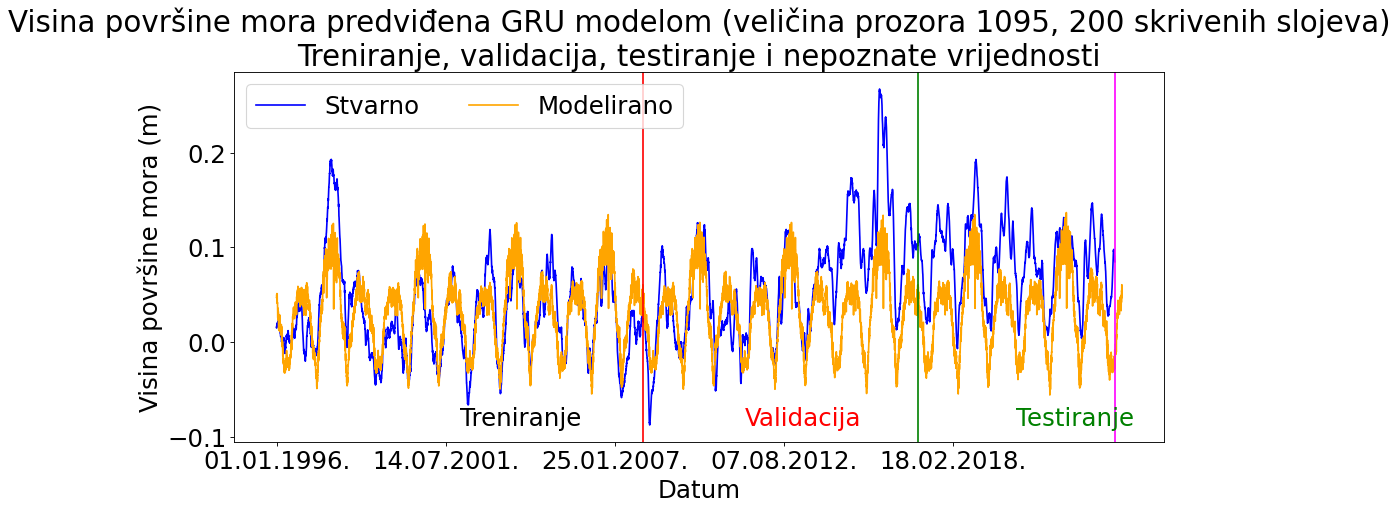 Visina površine mora predviđena GRU modelom (veličina prozora 1095, 200 skrivenih slojeva)
Treniranje, validacija, testiranje i nepoznate vrijednosti
Stvarno Modelirano
Visina površine mora (m)
0.2
0.1
0.0
−0.1
Treniranje Validacija Testiranje
01.01.1996. 14.07.2001. 25.01.2007. 07.08.2012. 18.02.2018.
Datum